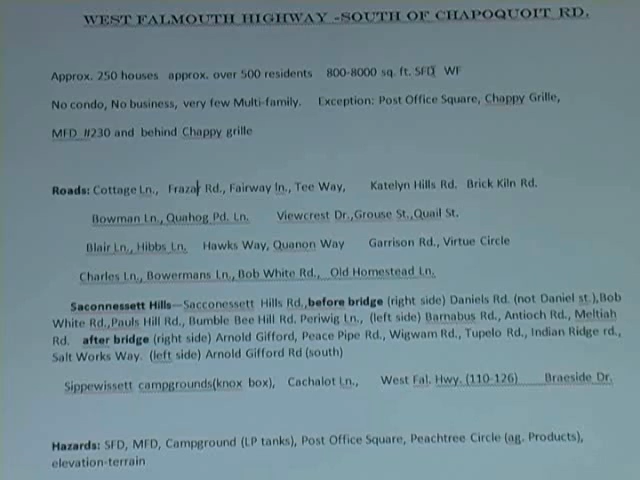 WEST FALMOUTH HIGHWAY -SOUTH OF CHAPOQUOIT RD.
Approx. 250 houses approx. over 500 residents 800-8000 sq. ft. SFD WF
No condo, No business, very few Multi-family. Exception: Post Office Square, Chappy Grille,
MFD #230 and behind Chappy grille
Roads: Cottage Ln., Frazar Rd., Fairway ln., Tee Way, Katelyn Hills Rd. Brick Kiln Rd.
Bowman Ln., Quahog Pd. Ln. Viewcrest Dr.,Grouse St.,Quail St.
Blair Ln., Hibbs Ln. Hawks Way, Quanon Way Garrison Rd., Virtue Circle
Charles Ln., Bowermans Ln.,Bob White Rd., Old Homestead Ln.
Saconnessett Hills—Sacconessett Hills Rd.,before bridge (right side) Daniels Rd. (not Daniel st.),Bob
White Rd.,Pauls Hill Rd., Bumble Bee Hill Rd. Periwig Ln., (left side) Barnabus Rd., Antioch Rd., Meltiah
Rd. after bridge (right side) Arnold Gifford, Peace Pipe Rd., Wigwam Rd., Tupelo Rd., Indian Ridge rd.,
Salt Works Way. (left side) Arnold Gifford Rd (south)
Sippewissett campgrounds(knox box), Cachalot Ln., West Fal. Hwy. (110-126) Braeside Dr.
Hazards: SFD, MFD, Campground (LP tanks), Post Office Square, Peachtree Circle (ag. Products),
elevation-terrain